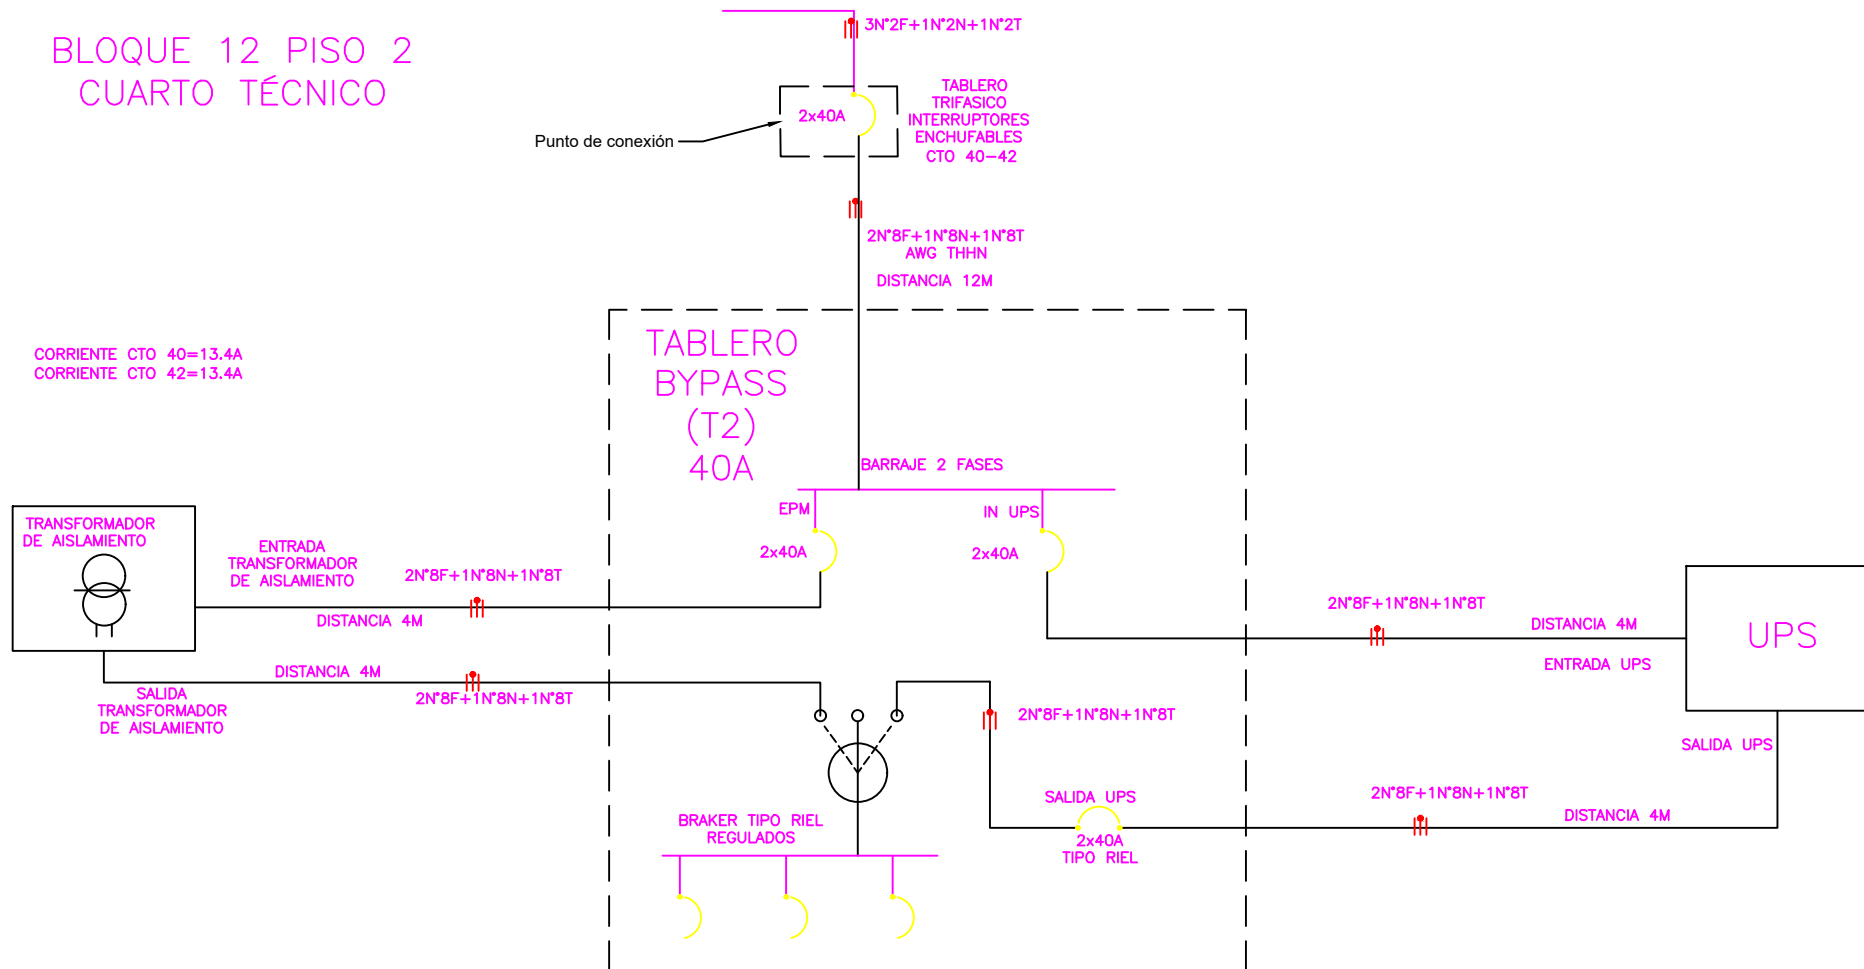 BLOQUE 12 PISO 2
CUARTO TÉCNICO
3N°2F+1N°2N+1N°2T
2x40A
TABLERO
TRIFASICO
INTERRUPTORES
ENCHUFABLES
CTO 40-42
Punto de conexión
2N°8F+1N°8N+1N°8T
AWG THHN
DISTANCIA 12M
CORRIENTE CTO 40=13.4A
CORRIENTE CTO 42=13.4A
TABLERO
BYPASS
(T2)
40A
BARRAJE 2 FASES
EPM
IN UPS
2x40A
2x40A
TRANSFORMADOR
DE AISLAMIENTO
ENTRADA
TRANSFORMADOR
DE AISLAMIENTO
2N°8F+1N°8N+1N°8T
DISTANCIA 4M
DISTANCIA 4M
2N°8F+1N°8N+1N°8T
SALIDA
TRANSFORMADOR
DE AISLAMIENTO
2N°8F+1N°8N+1N°8T
DISTANCIA 4M
ENTRADA UPS
UPS
2N°8F+1N°8N+1N°8T
SALIDA UPS
SALIDA UPS
2x40A
TIPO RIEL
2N°8F+1N°8N+1N°8T
DISTANCIA 4M
BRAKER TIPO RIEL
REGULADOS